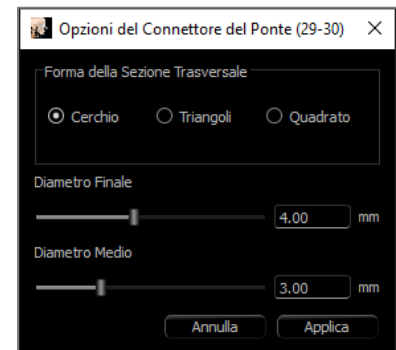 Opzioni del Connettore del Ponte (29-30)
Forma della Sezione Trasversale
Cerchio Triangoli Quadrato
Diametro Finale
4.00 mm
Diametro Medio
3.00 mm
Annulla Applica